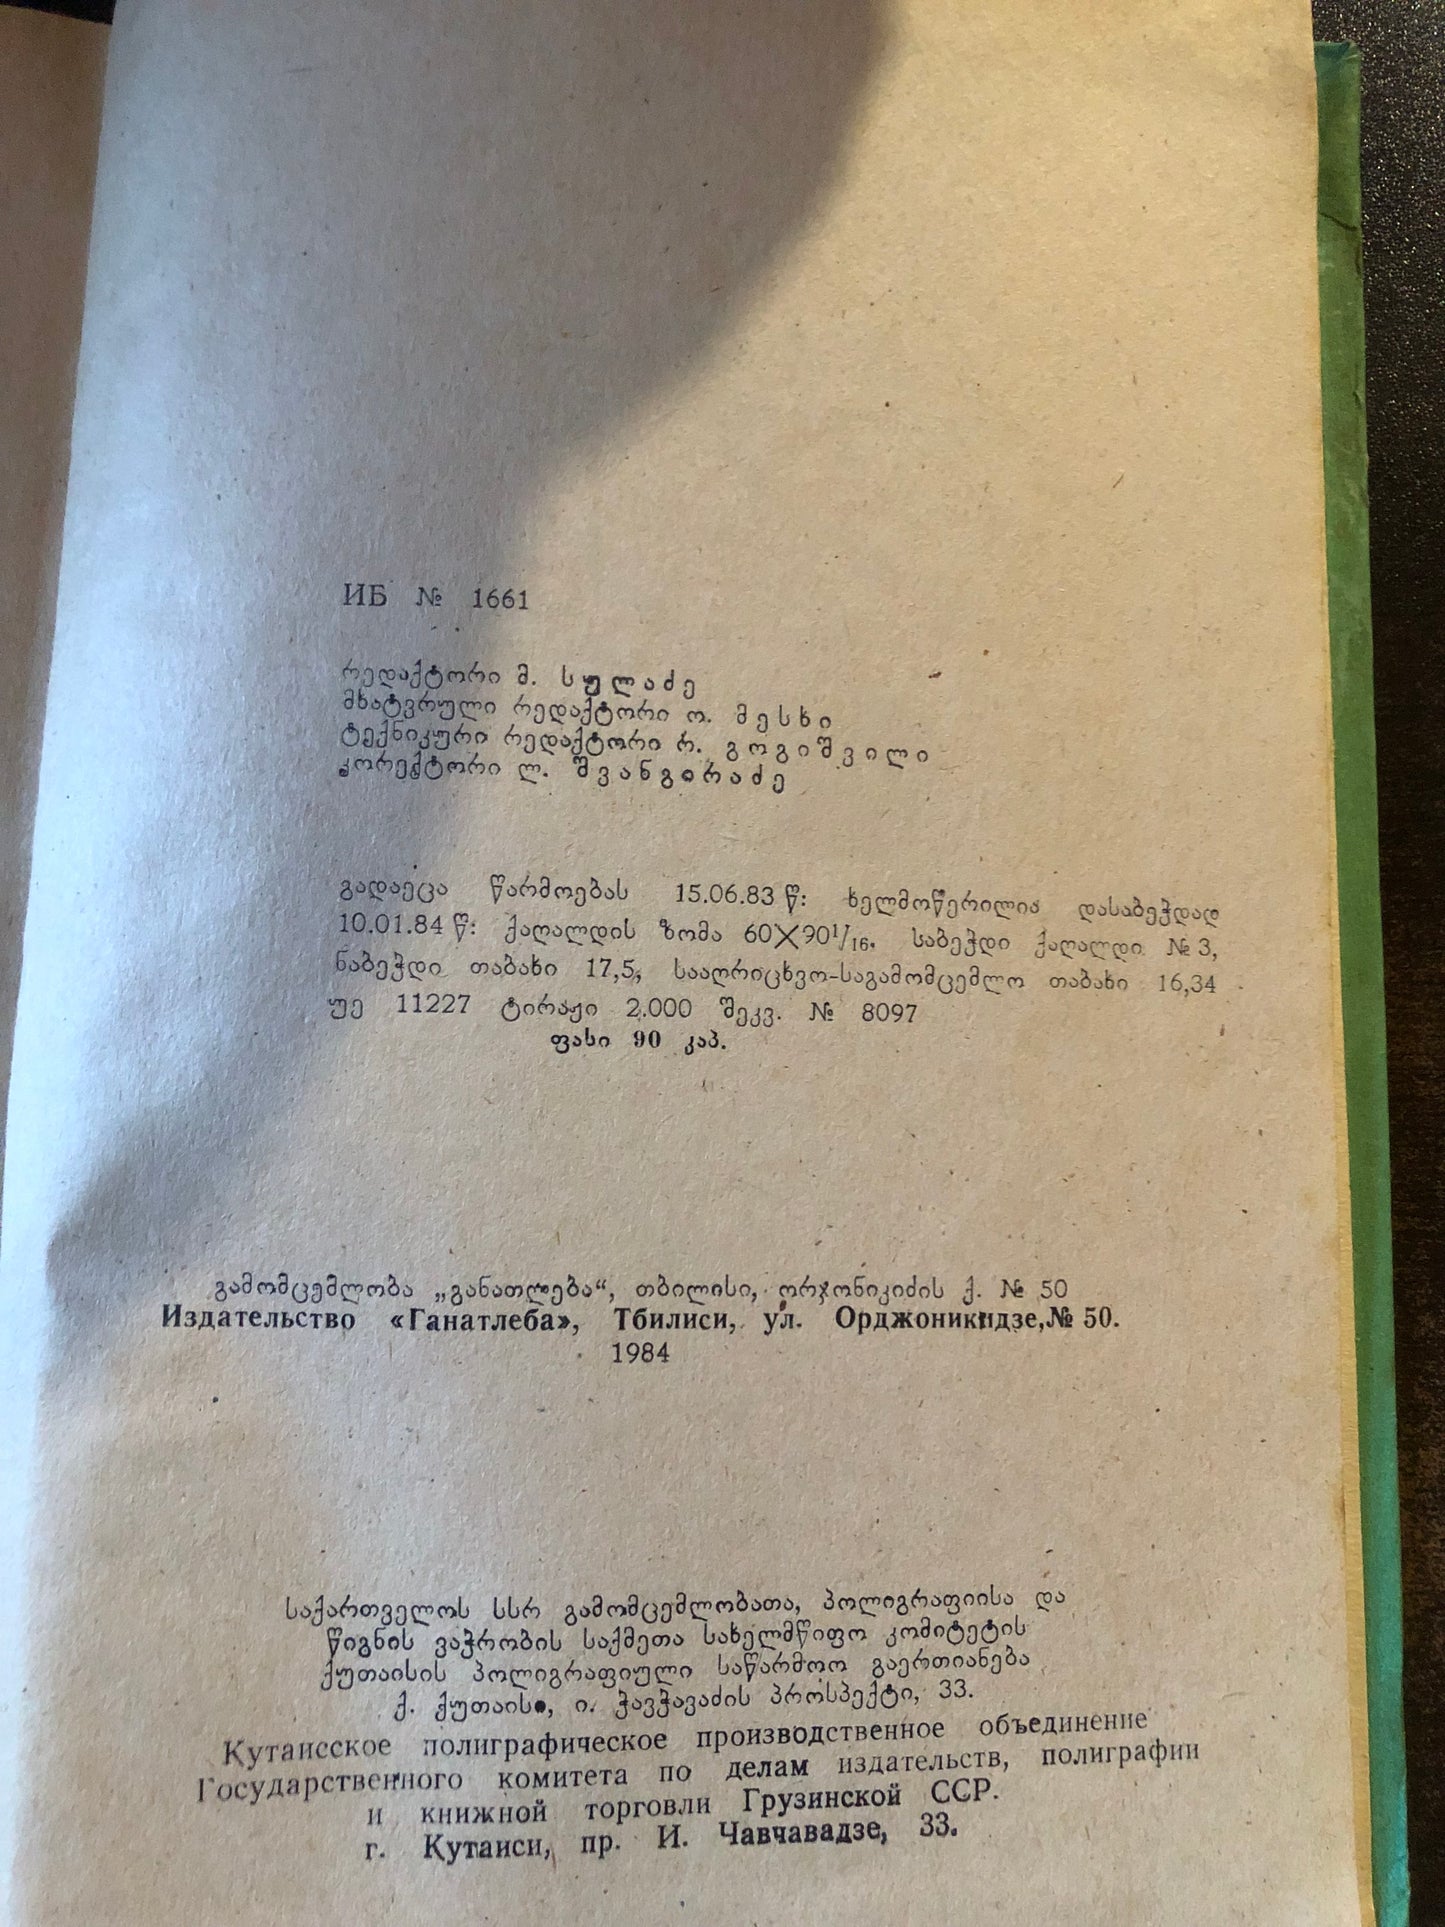 ИБ № 1661
რედაქტორი მ. სულაძე
მხატვრული რედაქტორი ო. მესხი
ტექნიკური რედაქტორი რ. გოგიშვილი
კორექტორი ლ. შვანგირაძე
გადაეცა წარმოებას 15.06.83 წ: ხელმოწერილია დასაბეჭდად
10.01.84 წ: ქაღალდის ზომა 60X90¹/₁₆. საბეჭდი ქაღალდი № 3,
ნაბეჭდი თაბახი 17,5, სააღრიცხვო-საგამომცემლო თაბახი 16,34
უე 11227 ტირაჟი 2.000 შეკვ. № 8097
ფასი 90 კაპ.
გამომცემლობა „განათლება“, თბილისი, ორჯონიკიძის ქ. № 50
Издательство «Ганатлеба», Тбилиси, ул. Орджоникидзе,№ 50.
1984
საქართველოს სსრ გამომცემლობათა, პოლიგრაფიისა და
წიგნის ვაჭრობის საქმეთა სახელმწიფო კომიტეტის
ქუთაისის პოლიგრაფიული საწარმოო გაერთიანება
ქ. ქუთაისი, ი. ჭავჭავაძის პროსპექტი, 33.
Кутаисское полиграфическое производственное объединение
Государственного комитета по делам издательств, полиграфии
и книжной торговли Грузинской ССР.
г. Кутаиси, пр. И. Чавчавадзе, 33.